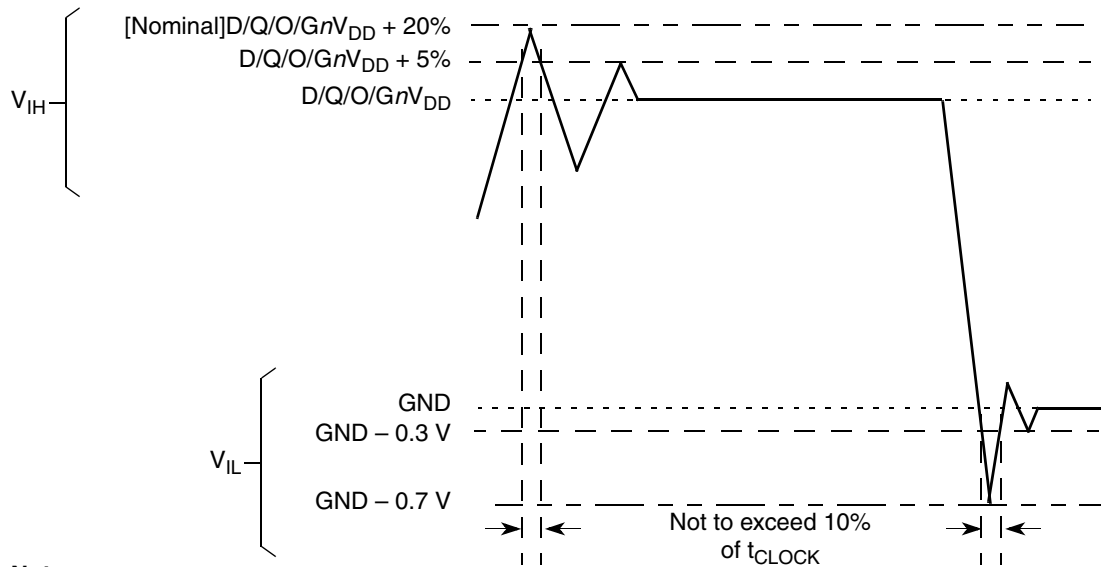 [Nominal]D/Q/O/GnV_DD + 20%
D/Q/O/GnV_DD + 5%
D/Q/O/GnV_DD
V_IH
GND
GND – 0.3 V
V_IL
GND – 0.7 V
Not to exceed 10%
of t_CLOCK